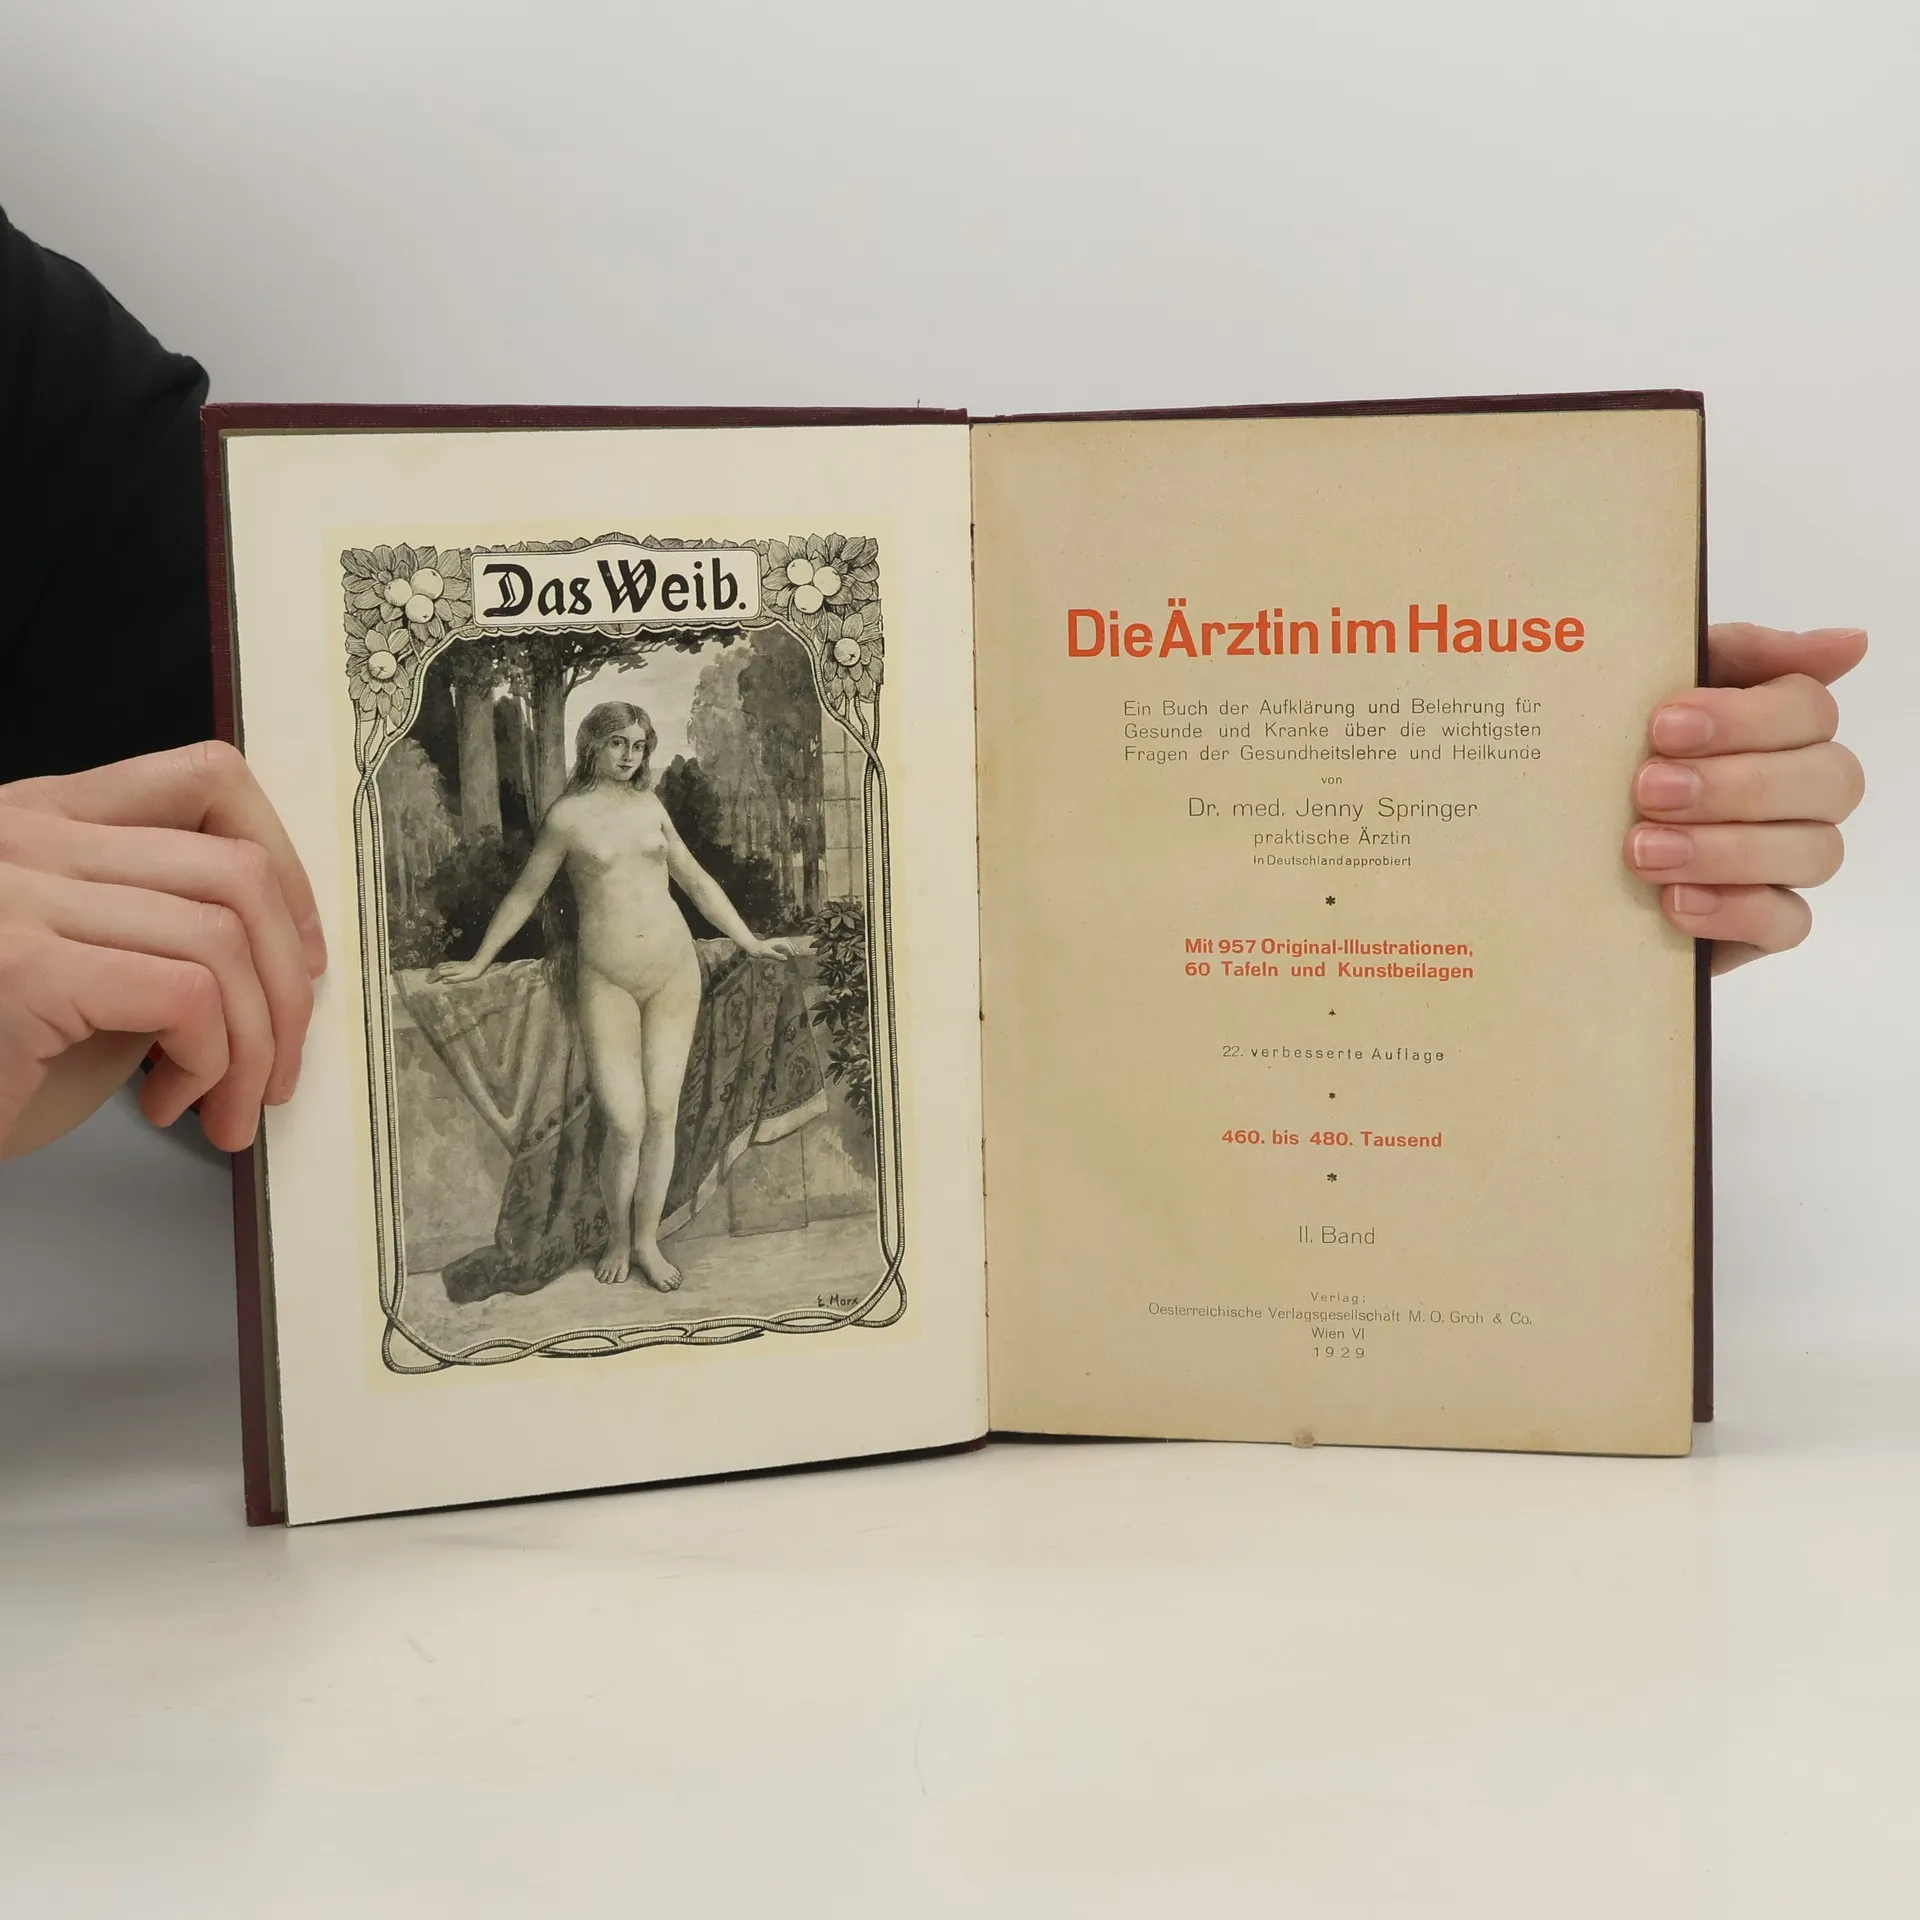 Das Weib.
E. Marx
Die Ärztin im Hause
Ein Buch der Aufklärung und Belehrung für
Gesunde und Kranke über die wichtigsten
Fragen der Gesundheitslehre und Heilkunde
von
Dr. med. Jenny Springer
praktische Ärztin
in Deutschland approbiert
*
Mit 957 Original-Illustrationen,
60 Tafeln und Kunstbeilagen
*
22. verbesserte Auflage
*
460. bis 480. Tausend
*
II. Band
Verlag:
Oesterreichische Verlagsgesellschaft M. O. Groh & Co.
Wien VI
1929